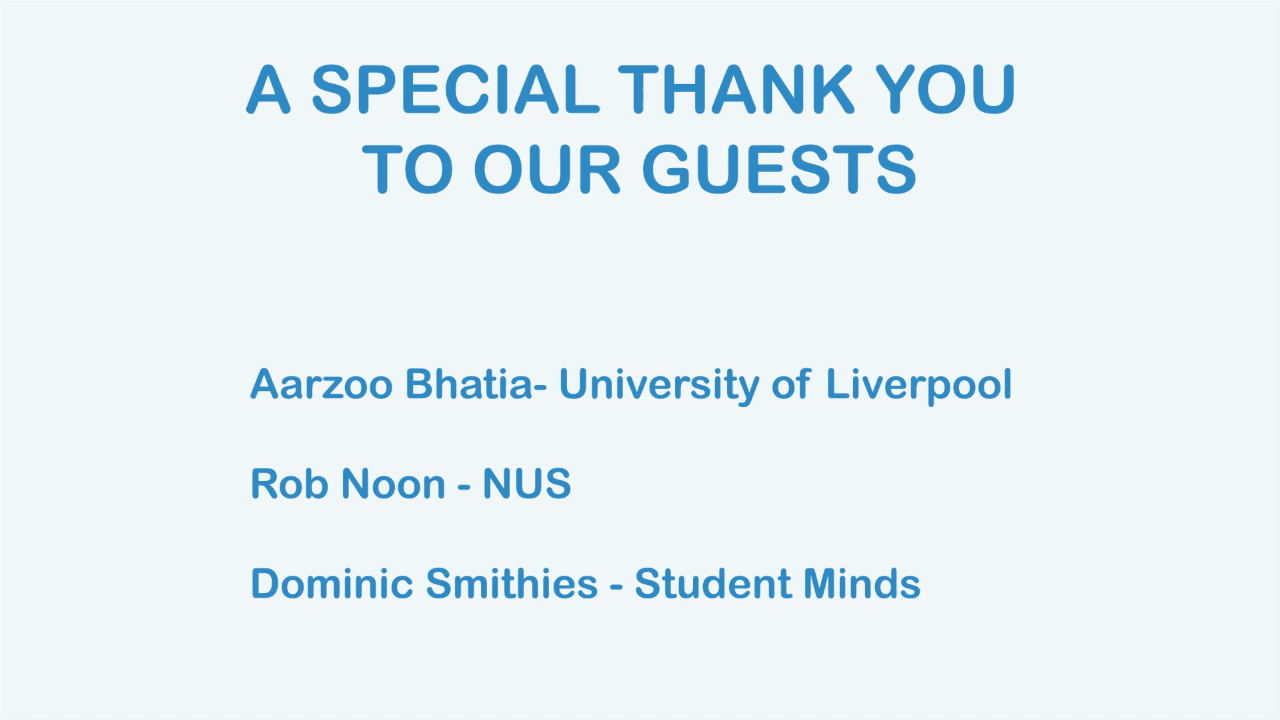 A SPECIAL THANK YOU
TO OUR GUESTS
Aarzoo Bhatia- University of Liverpool
Rob Noon - NUS
Dominic Smithies - Student Minds